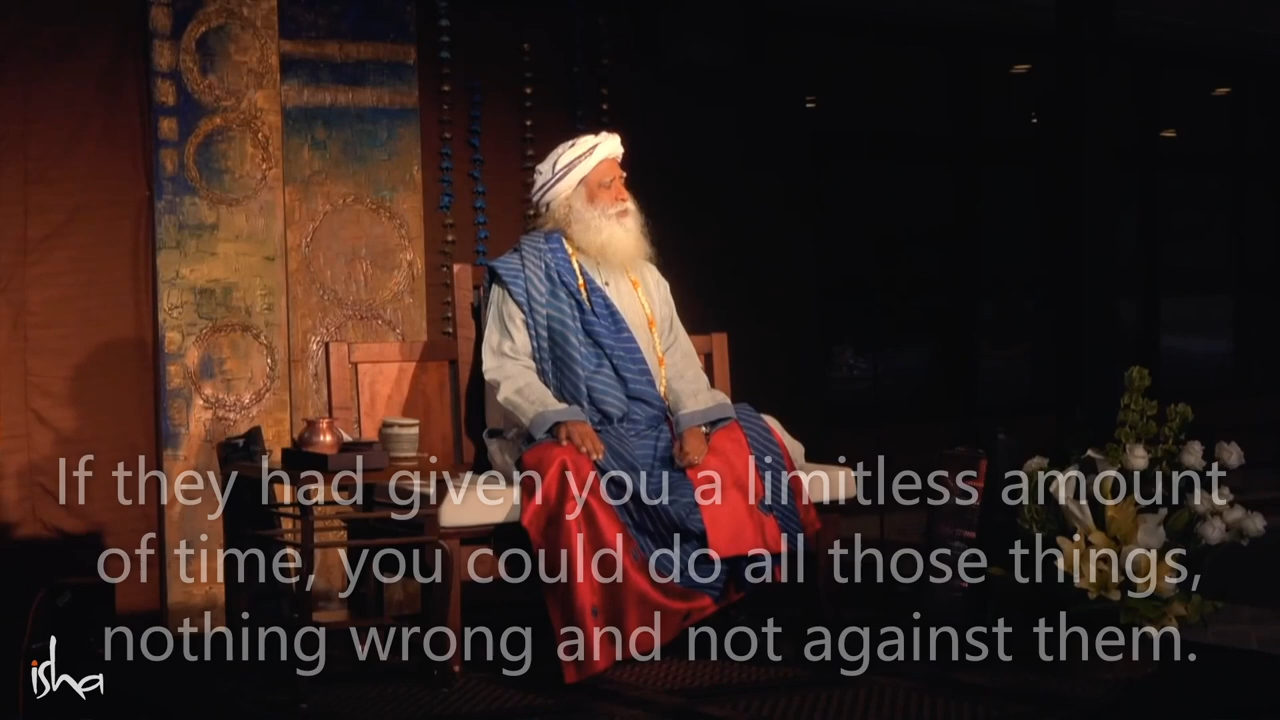 If they had given you a limitless amount
of time, you could do all those things,
nothing wrong and not against them.
isha